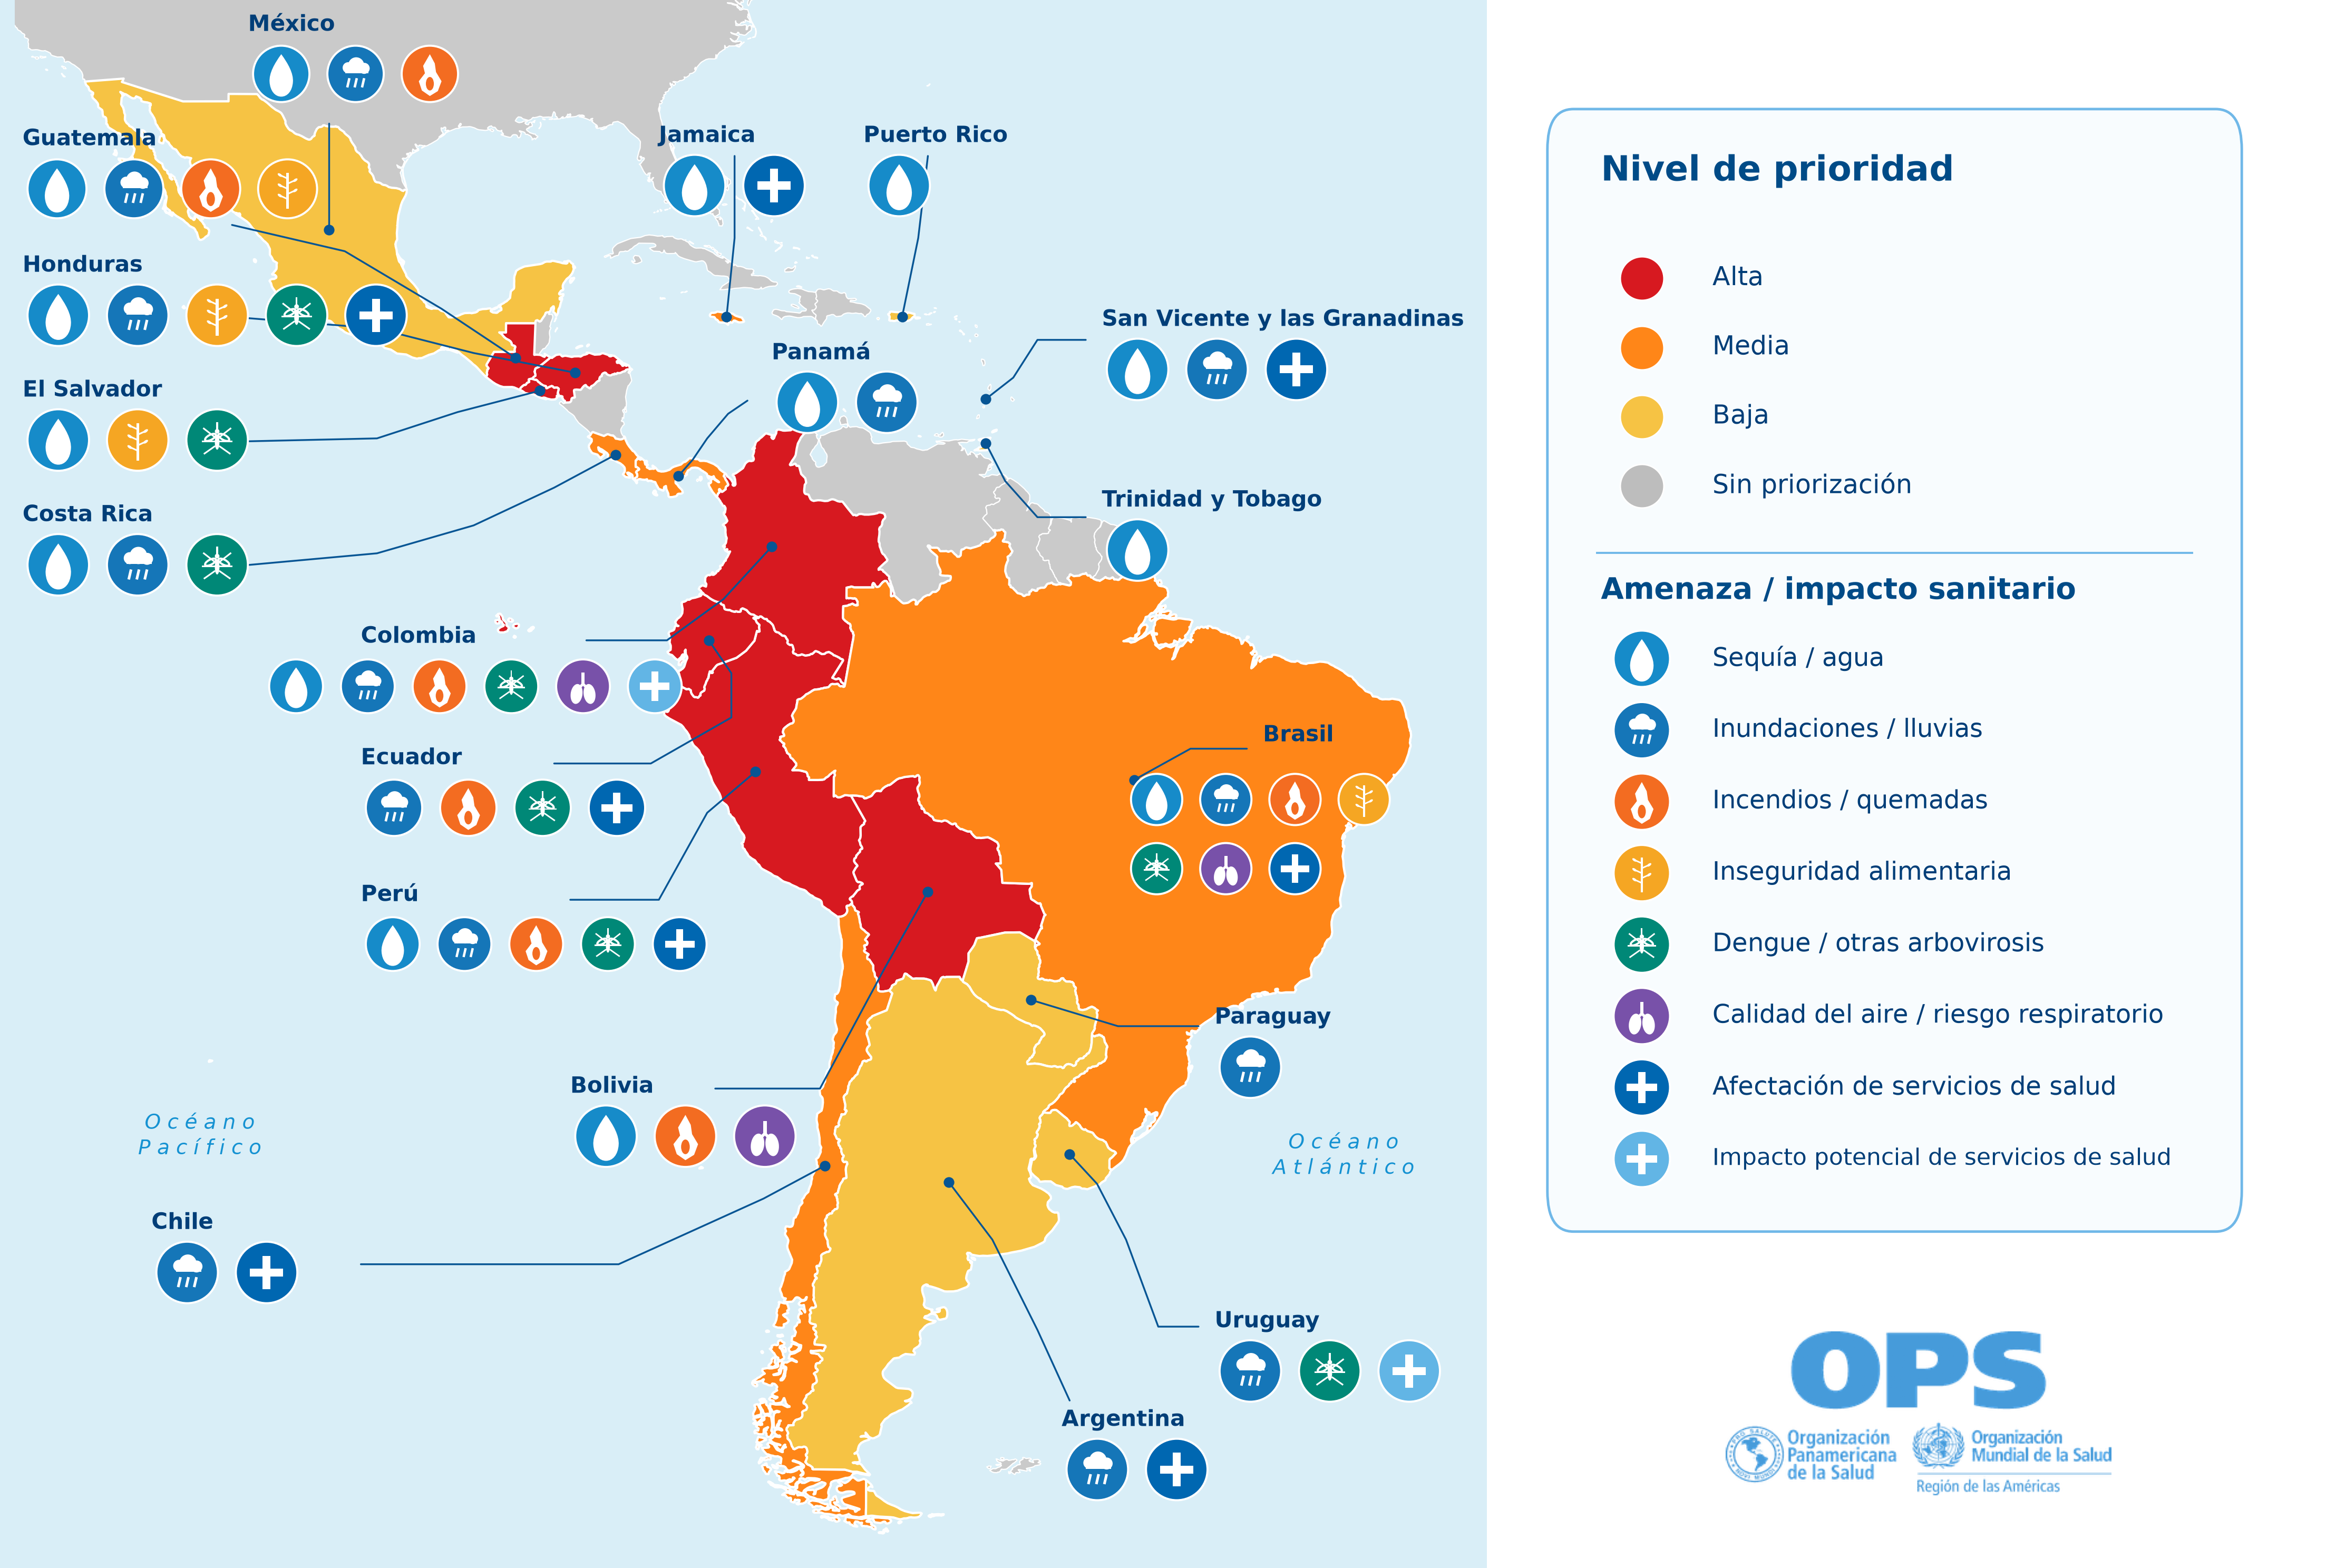 México
Guatemala
Jamaica
Puerto Rico
Honduras
San Vicente y las Granadinas
Panamá
El Salvador
Costa Rica
Trinidad y Tobago
Colombia
Ecuador
Brasil
Perú
Paraguay
Bolivia
Océano
Pacífico
Océano
Atlántico
Chile
Uruguay
Argentina
Nivel de prioridad
Alta
Media
Baja
Sin priorización
Amenaza / impacto sanitario
Sequía / agua
Inundaciones / lluvias
Incendios / quemadas
Inseguridad alimentaria
Dengue / otras arbovirosis
Calidad del aire / riesgo respiratorio
Afectación de servicios de salud
Impacto potencial de servicios de salud
OPS
Organización
Panamericana
de la Salud
Organización
Mundial de la Salud
Región de las Américas